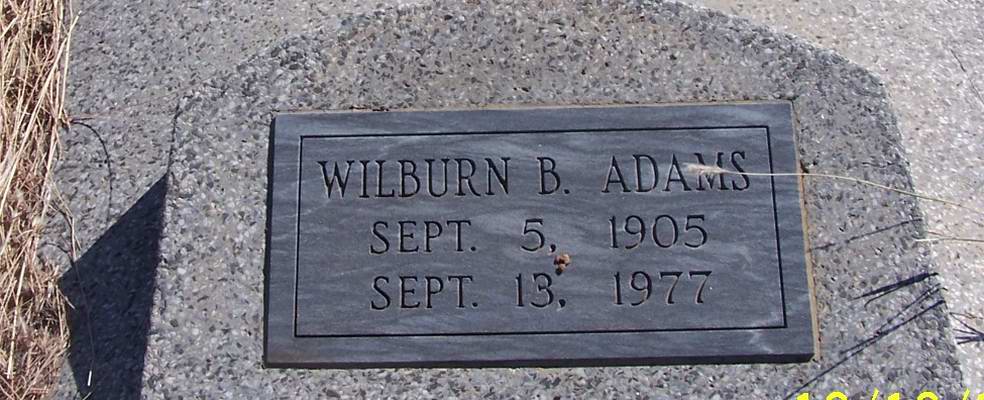 WILBURN B. ADAMS
SEPT. 5, 1905
SEPT. 13, 1977